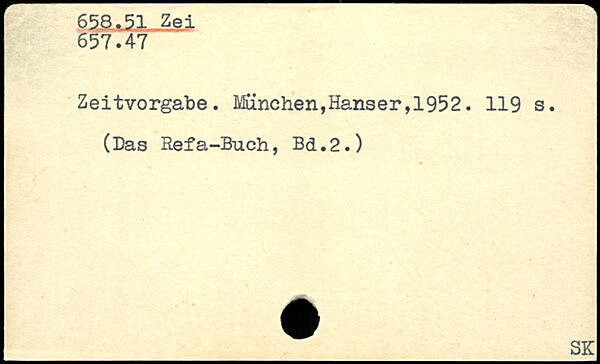 658.51 Zei
657.47
Zeitvorgabe. München,Hanser,1952. 119 s.
(Das Refa-Buch, Bd.2.)
SK